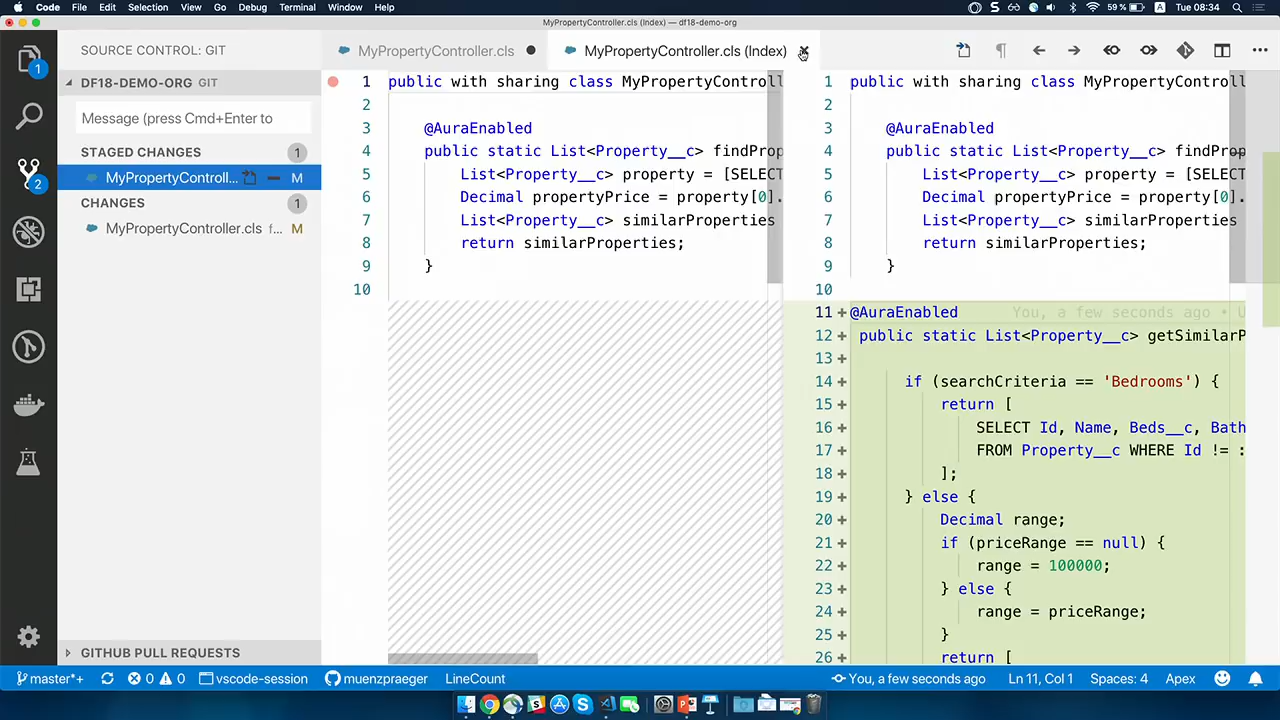 Code File Edit Selection View Go Debug Terminal Window Help
59 % A Tue 08:34
MyPropertyController.cls (Index) — df18-demo-org
SOURCE CONTROL: GIT
MyPropertyController.cls
MyPropertyController.cls (Index)
DF18-DEMO-ORG GIT
Message (press Cmd+Enter to
STAGED CHANGES 1
MyPropertyControll... M
CHANGES 1
MyPropertyController.cls f... M
1
2
1 public with sharing class MyPropertyControll
2
3 @AuraEnabled
4 public static List<Property__c> findProp
5 List<Property__c> property = [SELECT
6 Decimal propertyPrice = property[0].
7 List<Property__c> similarProperties
8 return similarProperties;
9 }
10
1 public with sharing class MyPropertyControll
2
3 @AuraEnabled
4 public static List<Property__c> findProp
5 List<Property__c> property = [SELECT
6 Decimal propertyPrice = property[0].
7 List<Property__c> similarProperties
8 return similarProperties;
9 }
10
11 + @AuraEnabled You, a few seconds ago • U
12 + public static List<Property__c> getSimilarP
13 +
14 + if (searchCriteria == 'Bedrooms') {
15 + return [
16 + SELECT Id, Name, Beds__c, Bath
17 + FROM Property__c WHERE Id != :
18 + ];
19 + } else {
20 + Decimal range;
21 + if (priceRange == null) {
22 + range = 100000;
23 + } else {
24 + range = priceRange;
25 + }
26 + return [
GITHUB PULL REQUESTS
master*+ 0 0 vscode-session muenzpraeger LineCount
You, a few seconds ago Ln 11, Col 1 Spaces: 4 Apex